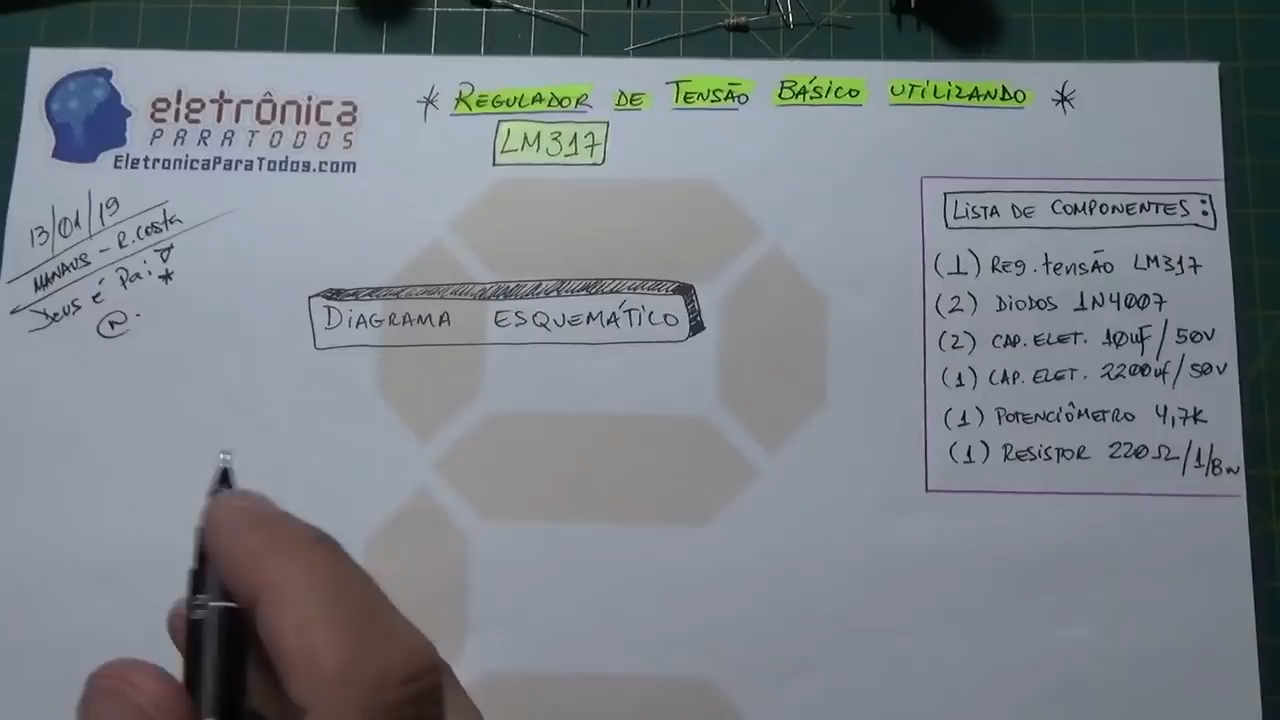 eletrônica
PARATODOS
EletronicaParaTodos.com
* REGULADOR DE TENSÃO BÁSICO UTILIZANDO *
LM317
13/01/19
MANAUS - R.Costa
Deus é Pai
R.
DIAGRAMA ESQUEMÁTICO
LISTA DE COMPONENTES:
(1) REG. tensão LM317
(2) DIODOS 1N4007
(2) CAP. ELET. 10uF/50V
(1) CAP. ELET. 2200uf/50V
(1) POTENCIÔMETRO 4,7K
(1) RESISTOR 220Ω/1/8w